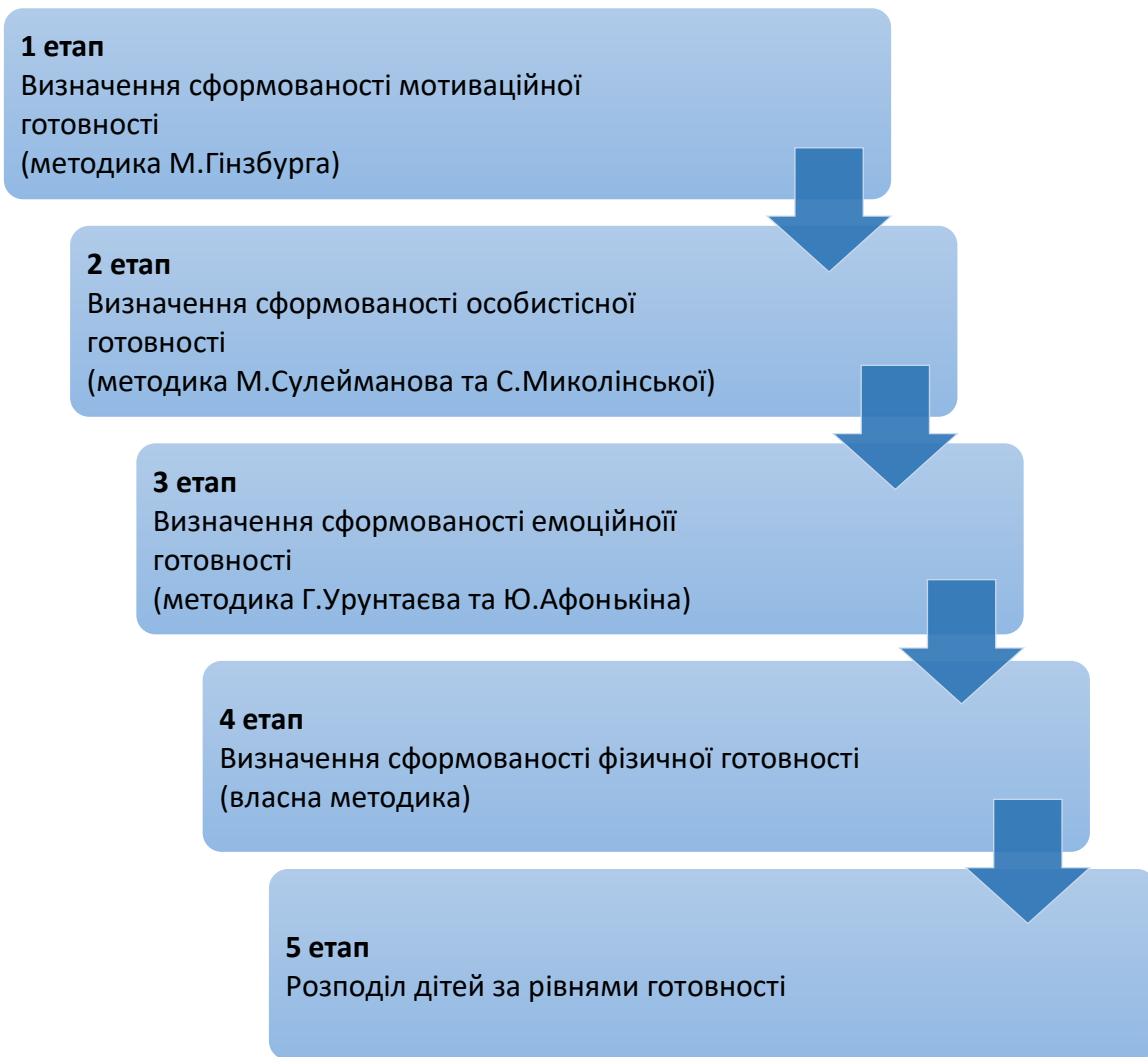 1 етап
Визначення сформованості мотиваційної
готовності
(методика М.Гінзбурга)
2 етап
Визначення сформованості особистісної
готовності
(методика М.Сулейманова та С.Миколінської)
3 етап
Визначення сформованості емоційноїї
готовності
(методика Г.Урунтаєва та Ю.Афонькіна)
4 етап
Визначення сформованості фізичної готовності
(власна методика)
5 етап
Розподіл дітей за рівнями готовності